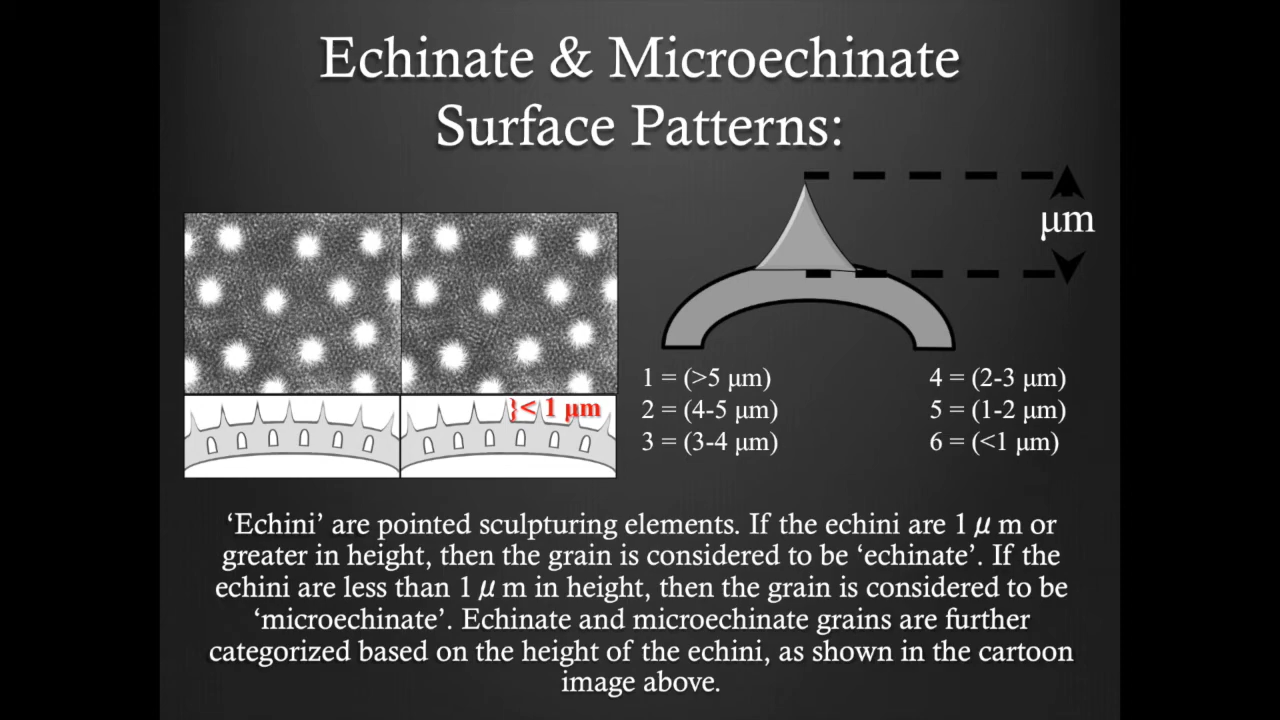 Echinate & Microechinate
Surface Patterns:
μm
}< 1 μm
1 = (>5 μm)
2 = (4-5 μm)
3 = (3-4 μm)
4 = (2-3 μm)
5 = (1-2 μm)
6 = (<1 μm)
‘Echini’ are pointed sculpturing elements. If the echini are 1 μ m or
greater in height, then the grain is considered to be ‘echinate’. If the
echini are less than 1 μ m in height, then the grain is considered to be
‘microechinate’. Echinate and microechinate grains are further
categorized based on the height of the echini, as shown in the cartoon
image above.